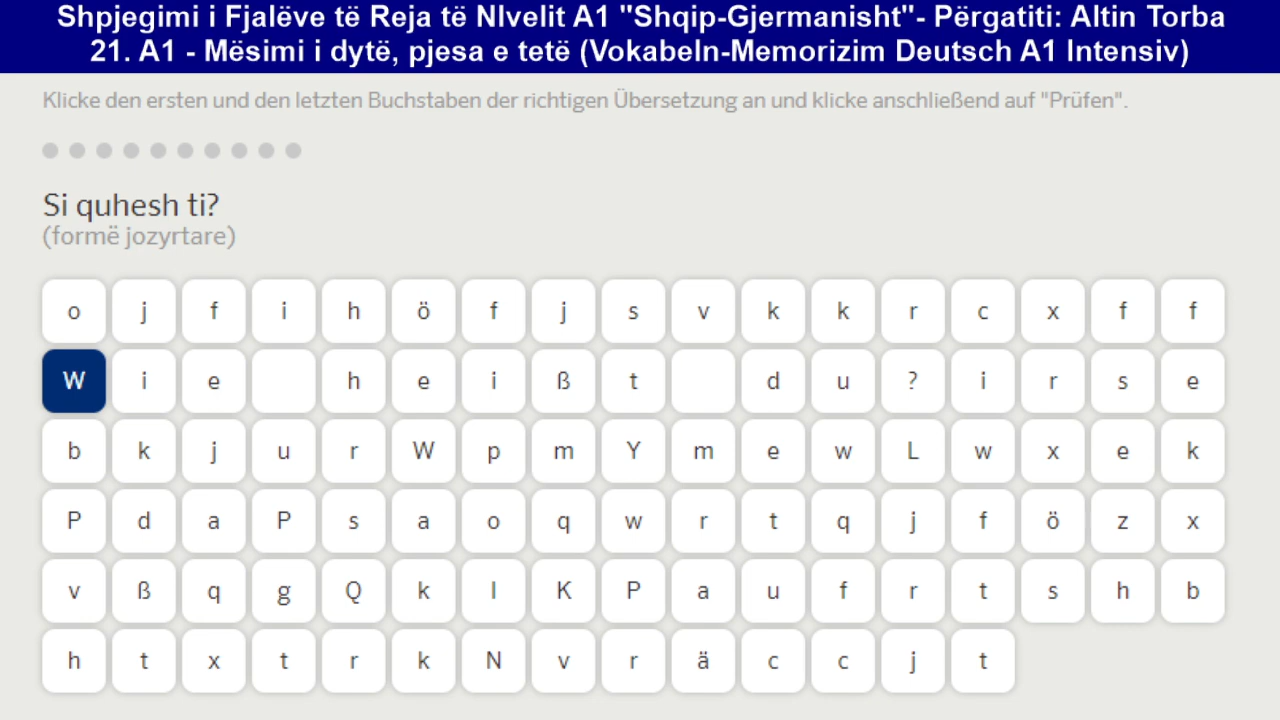 Shpjegimi i Fjalëve të Reja të NIvelit A1 "Shqip-Gjermanisht"- Përgatiti: Altin Torba
21. A1 - Mësimi i dytë, pjesa e tetë (Vokabeln-Memorizim Deutsch A1 Intensiv)
Klicke den ersten und den letzten Buchstaben der richtigen Übersetzung an und klicke anschließend auf "Prüfen".
Si quhesh ti?
(formë jozyrtare)
o j f i h ö f j s v k k r c x f f
W i e h e i ß t d u ? i r s e
b k j u r W p m Y m e w L w x e k
P d a P s a o q w r t q j f ö z x
v ß q g Q k l K P a u f r t s h b
h t x t r k N v r ä c c j t